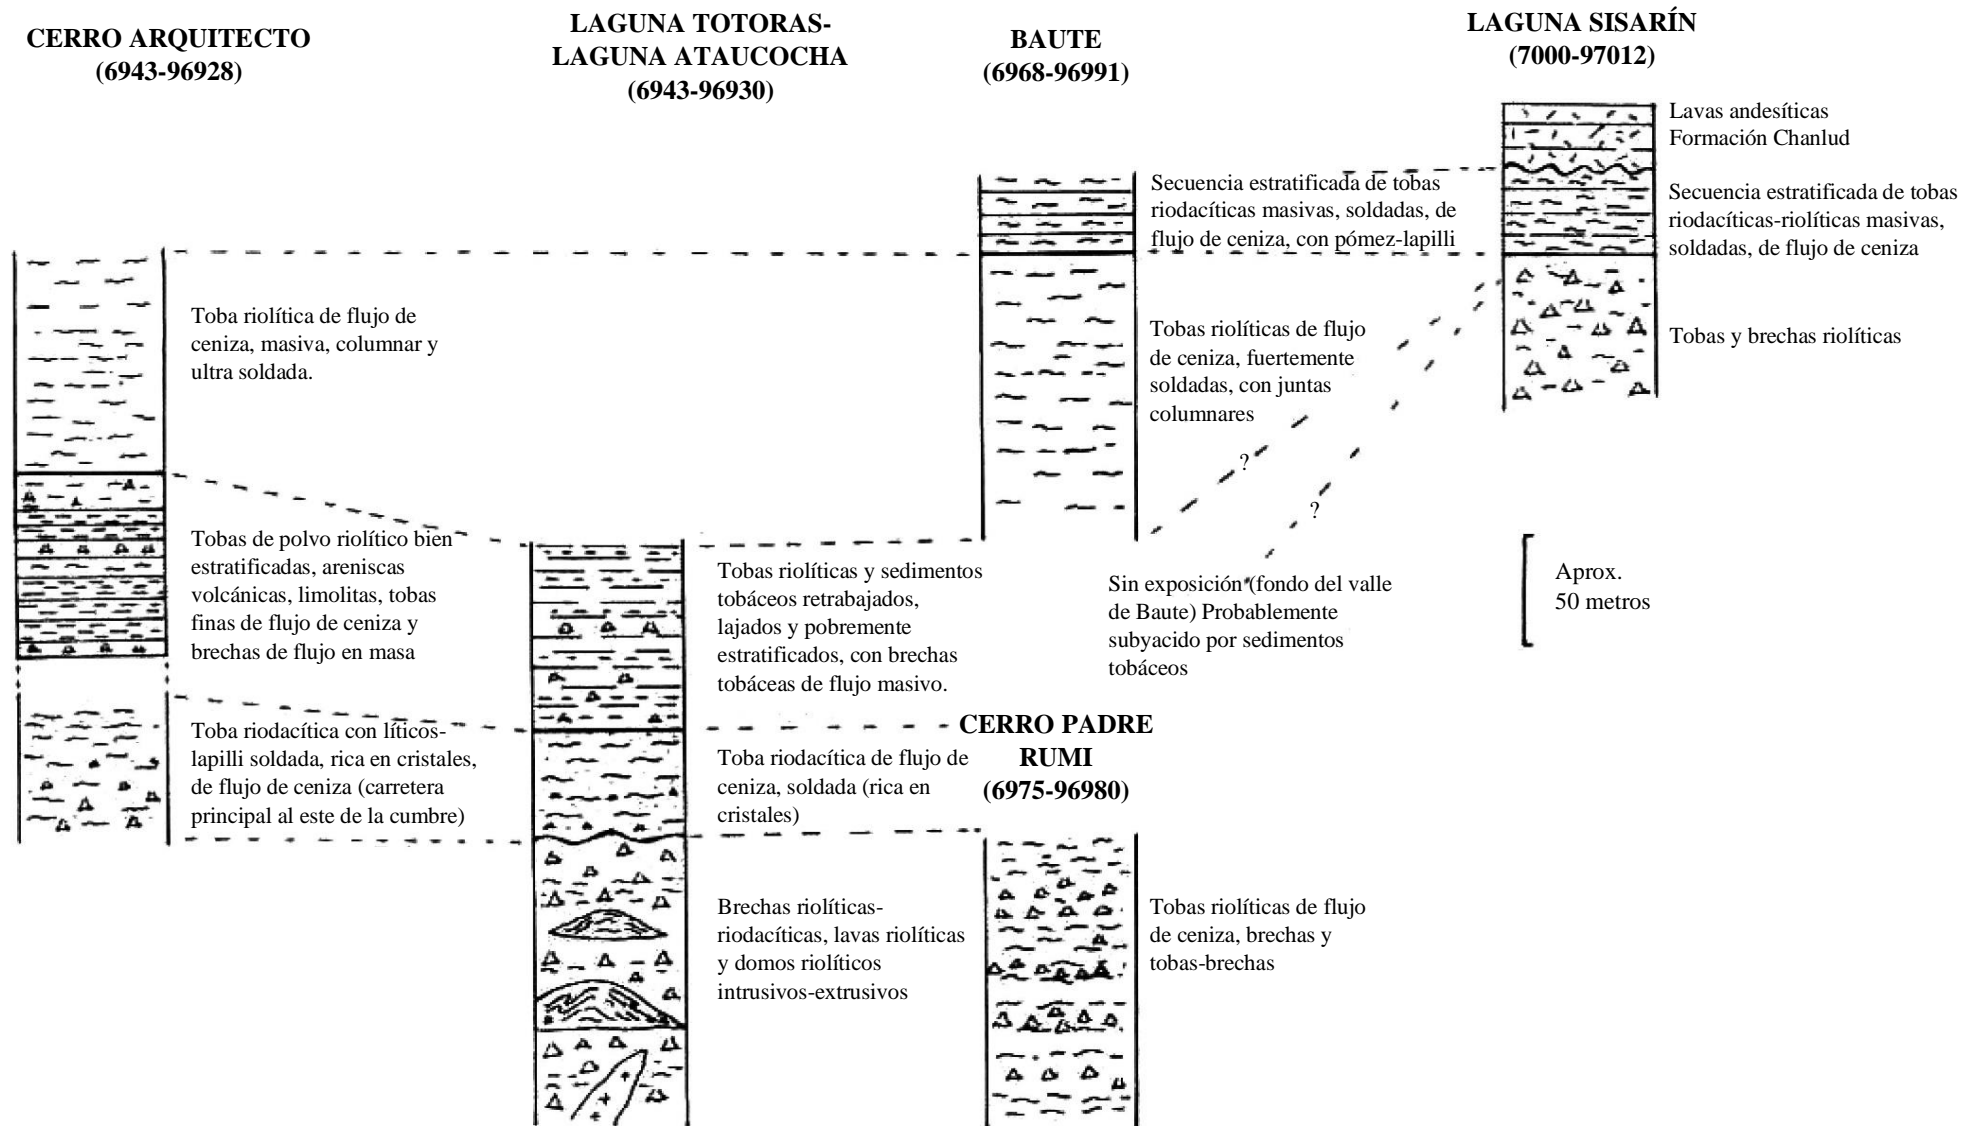 CERRO ARQUITECTO
(6943-96928)
LAGUNA TOTORAS-
LAGUNA ATAUCOCHA
(6943-96930)
BAUTE
(6968-96991)
LAGUNA SISARÍN
(7000-97012)
Toba riolítica de flujo de
ceniza, masiva, columnar y
ultra soldada.
Tobas de polvo riolítico bien
estratificadas, areniscas
volcánicas, limolitas, tobas
finas de flujo de ceniza y
brechas de flujo en masa
Toba riodacítica con líticos-
lapilli soldada, rica en cristales,
de flujo de ceniza (carretera
principal al este de la cumbre)
Tobas riolíticas y sedimentos
tobáceos retrabajados,
lajados y pobremente
estratificados, con brechas
tobáceas de flujo masivo.
Toba riodacítica de flujo de
ceniza, soldada (rica en
cristales)
Brechas riolíticas-
riodacíticas, lavas riolíticas
y domos riolíticos
intrusivos-extrusivos
Secuencia estratificada de tobas
riodacíticas masivas, soldadas, de
flujo de ceniza, con pómez-lapilli
Tobas riolíticas de flujo
de ceniza, fuertemente
soldadas, con juntas
columnares
?
?
Sin exposición (fondo del valle
de Baute) Probablemente
subyacido por sedimentos
tobáceos
CERRO PADRE
RUMI
(6975-96980)
Tobas riolíticas de flujo
de ceniza, brechas y
tobas-brechas
Lavas andesíticas
Formación Chanlud
Secuencia estratificada de tobas
riodacíticas-riolíticas masivas,
soldadas, de flujo de ceniza
Tobas y brechas riolíticas
Aprox.
50 metros